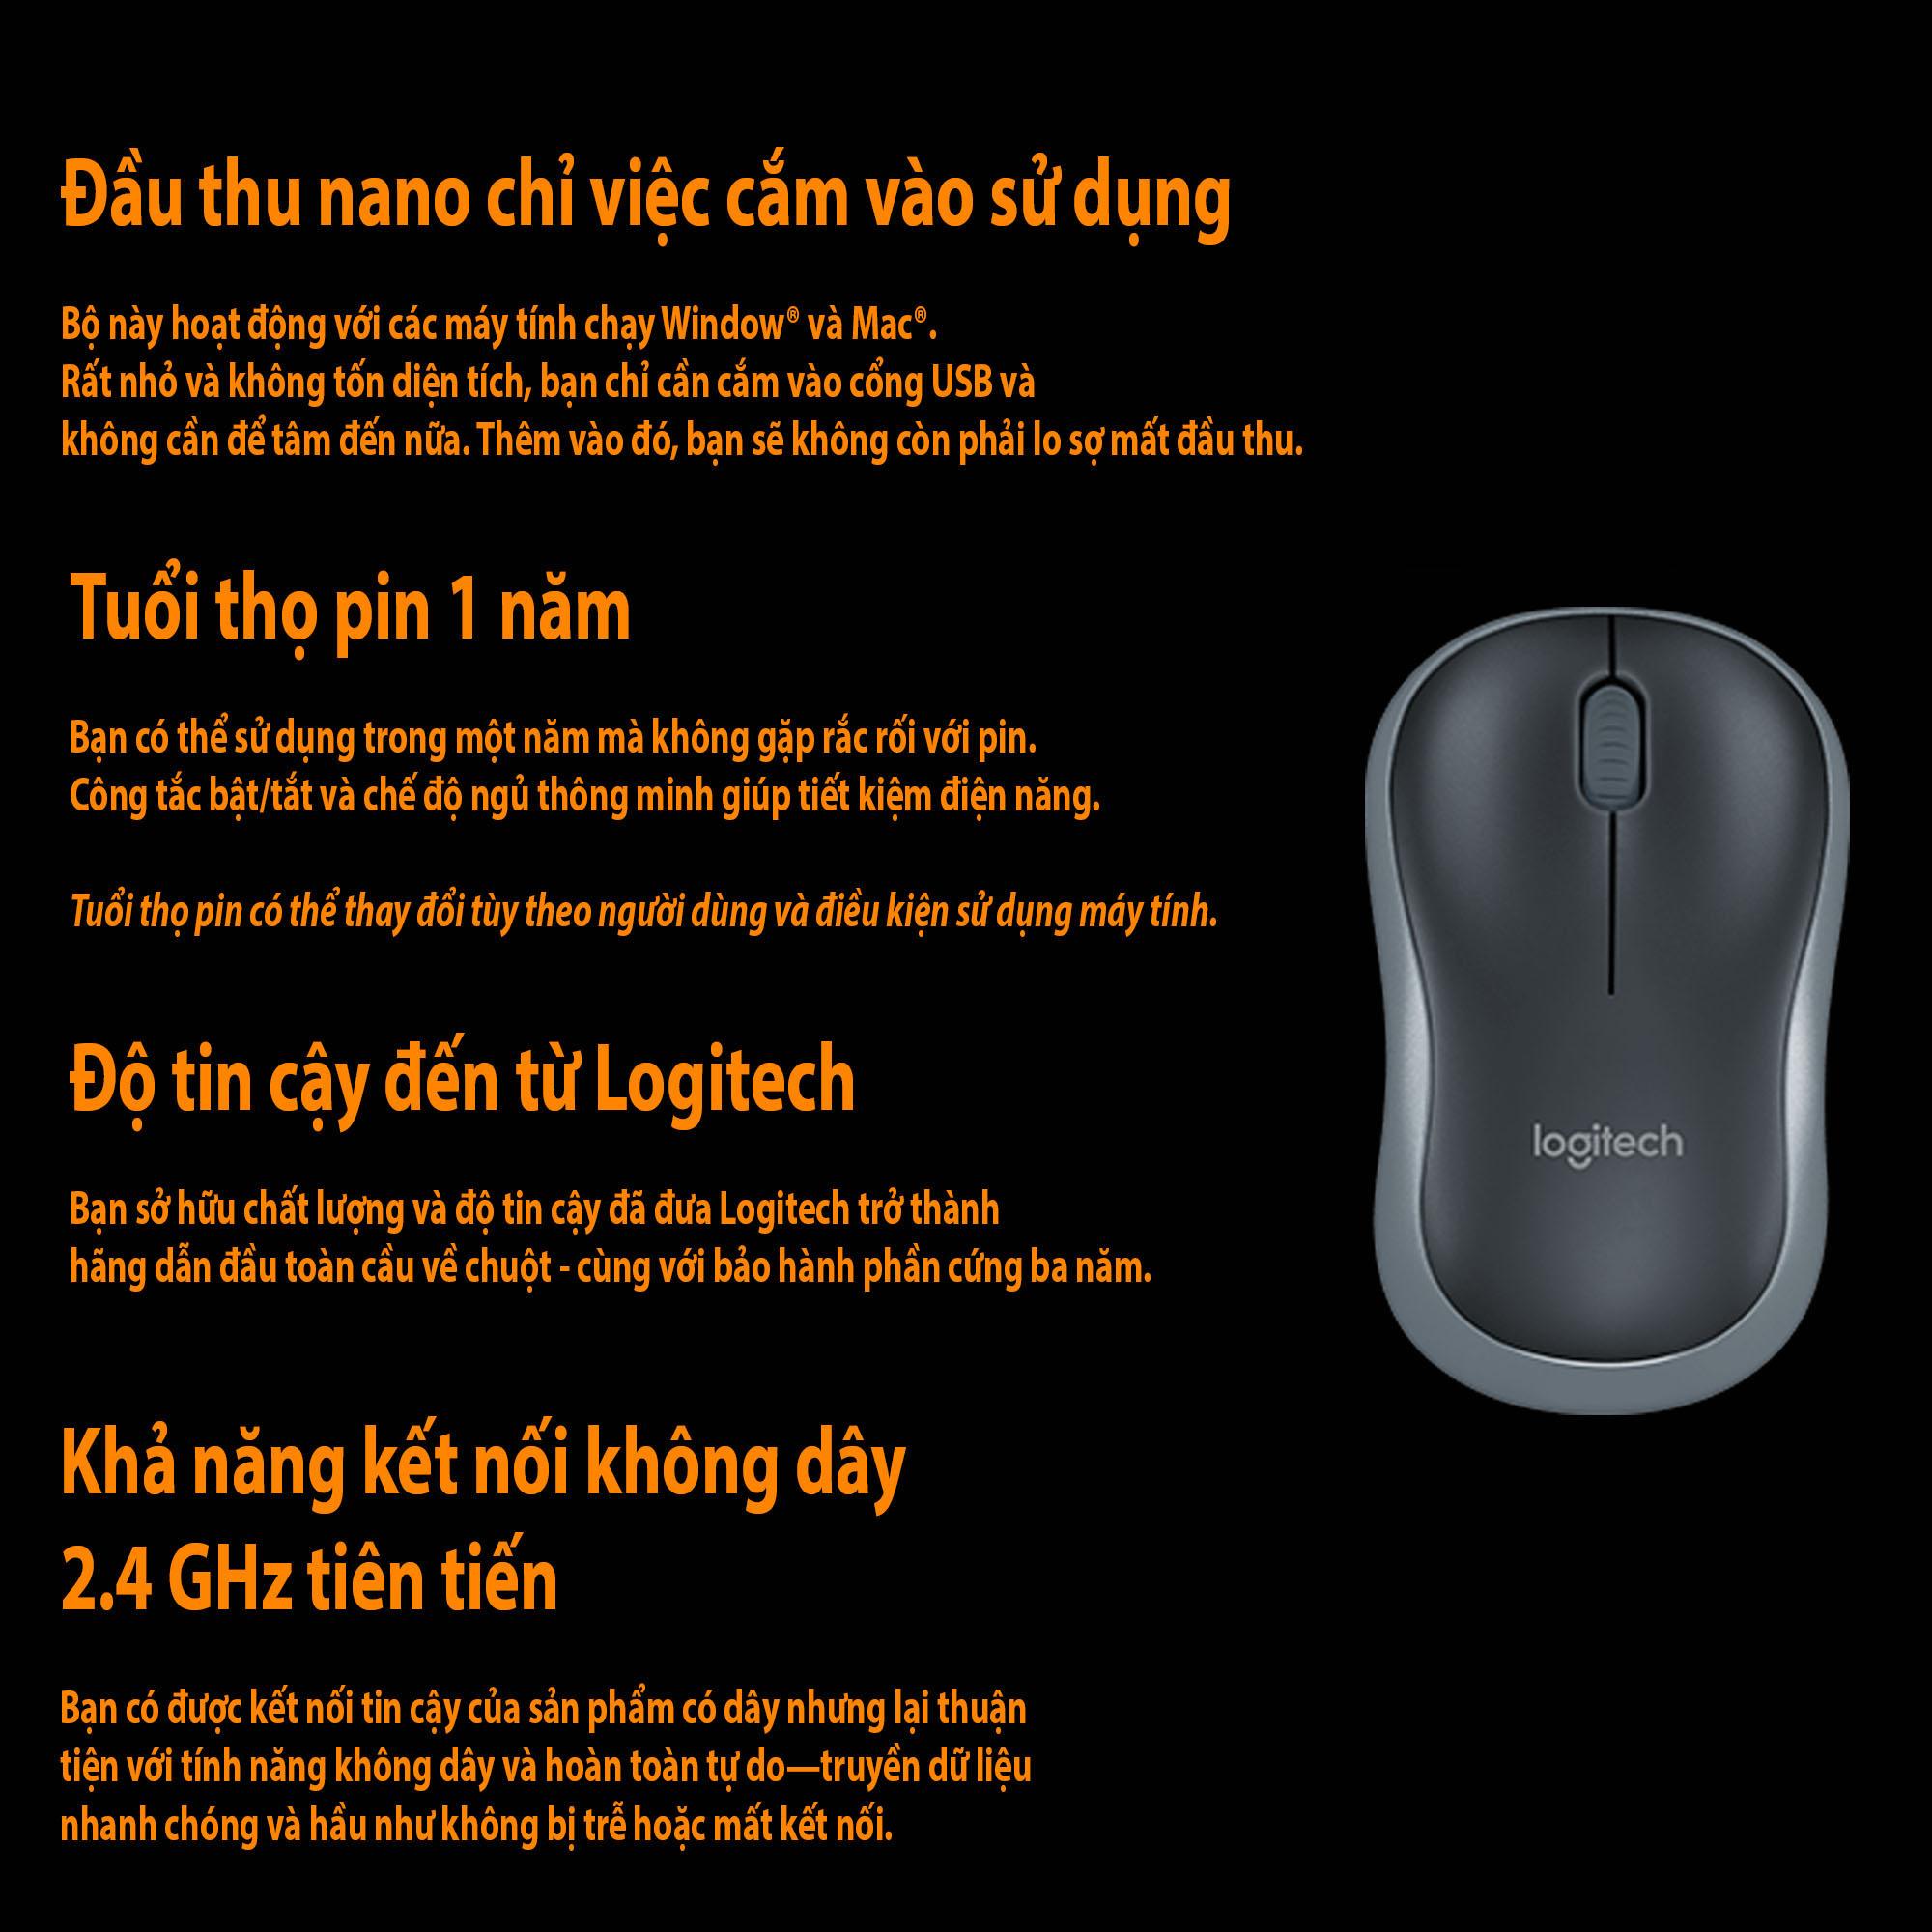 Đầu thu nano chỉ việc cắm vào sử dụng
Bộ này hoạt động với các máy tính chạy Window® và Mac®.
Rất nhỏ và không tốn diện tích, bạn chỉ cần cắm vào cổng USB và
không cần để tâm đến nữa. Thêm vào đó, bạn sẽ không còn phải lo sợ mất đầu thu.
Tuổi thọ pin 1 năm
Bạn có thể sử dụng trong một năm mà không gặp rắc rối với pin.
Công tắc bật/tắt và chế độ ngủ thông minh giúp tiết kiệm điện năng.
Tuổi thọ pin có thể thay đổi tùy theo người dùng và điều kiện sử dụng máy tính.
Độ tin cậy đến từ Logitech
Bạn sở hữu chất lượng và độ tin cậy đã đưa Logitech trở thành
hãng dẫn đầu toàn cầu về chuột - cùng với bảo hành phần cứng ba năm.
logitech
Khả năng kết nối không dây
2.4 GHz tiên tiến
Bạn có được kết nối tin cậy của sản phẩm có dây nhưng lại thuận
tiện với tính năng không dây và hoàn toàn tự do—truyền dữ liệu
nhanh chóng và hầu như không bị trễ hoặc mất kết nối.